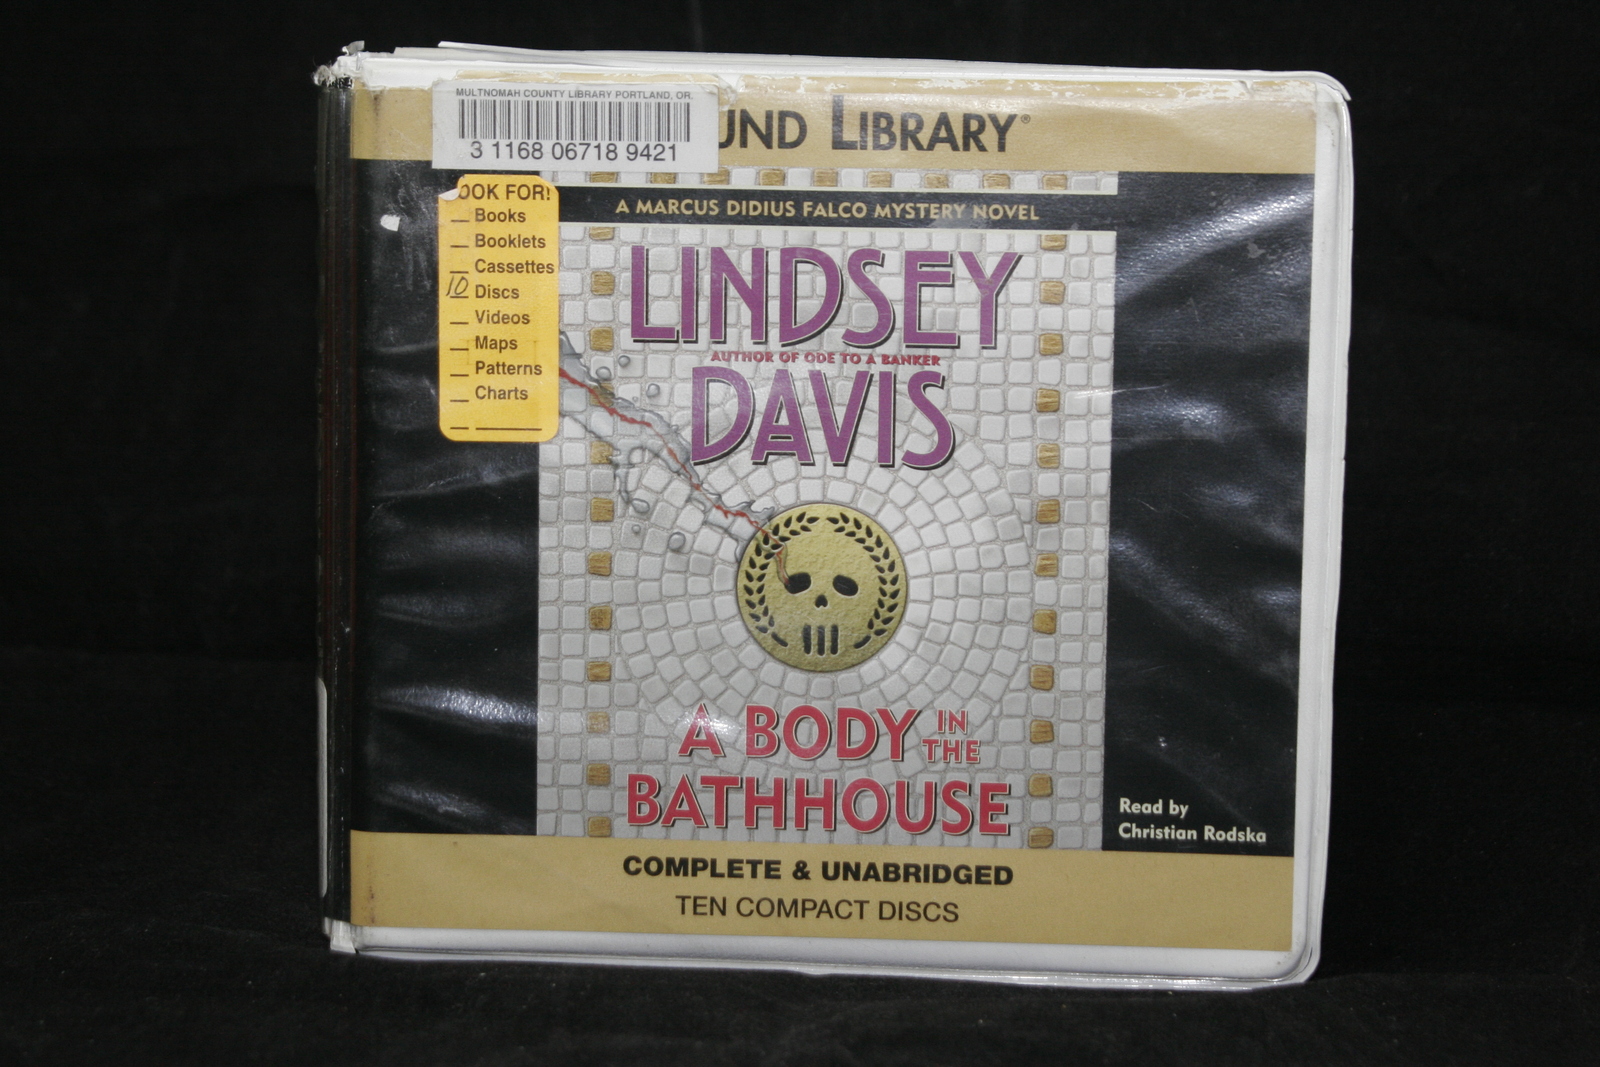 MULTNOMAH COUNTY LIBRARY PORTLAND, OR.
3 1168 06718 9421
UND LIBRARY®
OOK FOR!
Books
Booklets
Cassettes
10 Discs
Videos
Maps
Patterns
Charts
A MARCUS DIDIUS FALCO MYSTERY NOVEL
LINDSEY
AUTHOR OF ODE TO A BANKER
DAVIS
A BODY IN THE
BATHHOUSE
Read by
Christian Rodska
COMPLETE & UNABRIDGED
TEN COMPACT DISCS